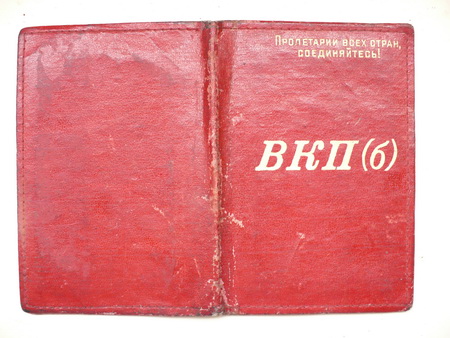 Пролетарии всех стран,
соединяйтесь!
ВКП(б)